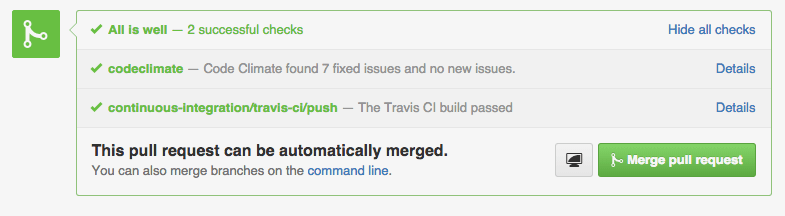 All is well — 2 successful checks Hide all checks
codeclimate — Code Climate found 7 fixed issues and no new issues. Details
continuous-integration/travis-ci/push — The Travis CI build passed Details
This pull request can be automatically merged.
You can also merge branches on the command line.
Merge pull request